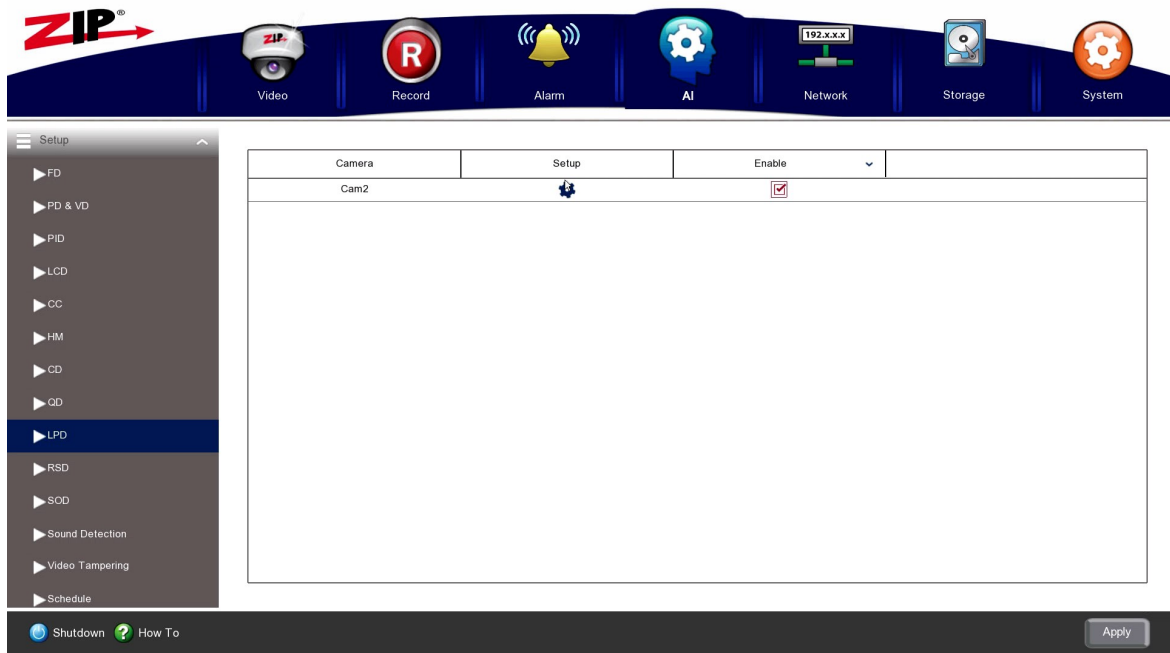 ZIP®
ZIP
R
192.x.x.x
Video Record Alarm AI Network Storage System
Setup
Camera Setup Enable
FD
Cam2
PD & VD
PID
LCD
CC
HM
CD
QD
LPD
RSD
SOD
Sound Detection
Video Tampering
Schedule
Shutdown ? How To Apply